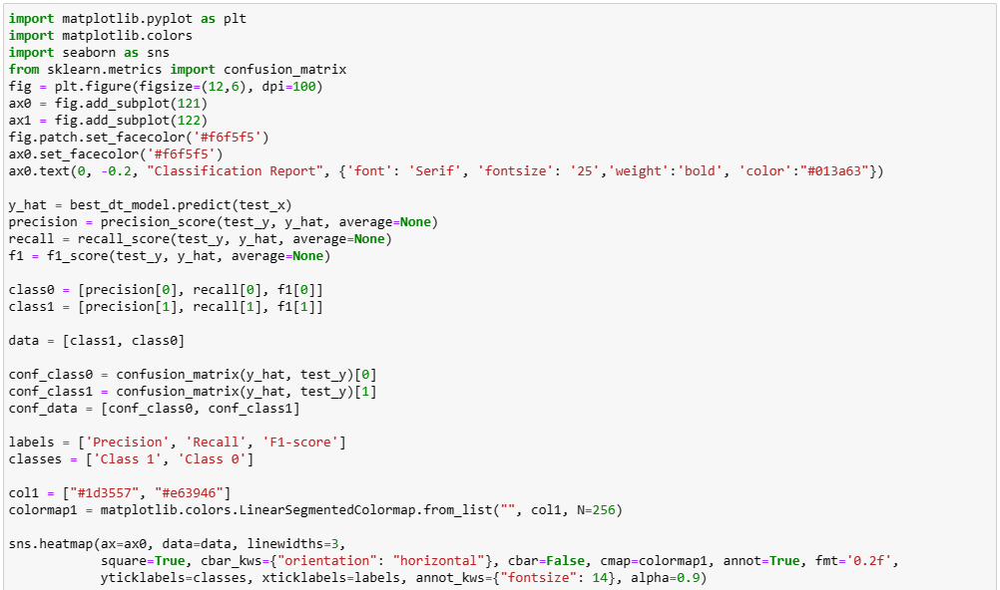 import matplotlib.pyplot as plt
import matplotlib.colors
import seaborn as sns
from sklearn.metrics import confusion_matrix
fig = plt.figure(figsize=(12,6), dpi=100)
ax0 = fig.add_subplot(121)
ax1 = fig.add_subplot(122)
fig.patch.set_facecolor('#f6f5f5')
ax0.set_facecolor('#f6f5f5')
ax0.text(0, -0.2, "Classification Report", {'font': 'Serif', 'fontsize': '25','weight':'bold', 'color':"#013a63"})

y_hat = best_dt_model.predict(test_x)
precision = precision_score(test_y, y_hat, average=None)
recall = recall_score(test_y, y_hat, average=None)
f1 = f1_score(test_y, y_hat, average=None)

class0 = [precision[0], recall[0], f1[0]]
class1 = [precision[1], recall[1], f1[1]]

data = [class1, class0]

conf_class0 = confusion_matrix(y_hat, test_y)[0]
conf_class1 = confusion_matrix(y_hat, test_y)[1]
conf_data = [conf_class0, conf_class1]

labels = ['Precision', 'Recall', 'F1-score']
classes = ['Class 1', 'Class 0']

col1 = ["#1d3557", "#e63946"]
colormap1 = matplotlib.colors.LinearSegmentedColormap.from_list("", col1, N=256)

sns.heatmap(ax=ax0, data=data, linewidths=3,
            square=True, cbar_kws={"orientation": "horizontal"}, cbar=False, cmap=colormap1, annot=True, fmt='0.2f',
            yticklabels=classes, xticklabels=labels, annot_kws={"fontsize": 14}, alpha=0.9)